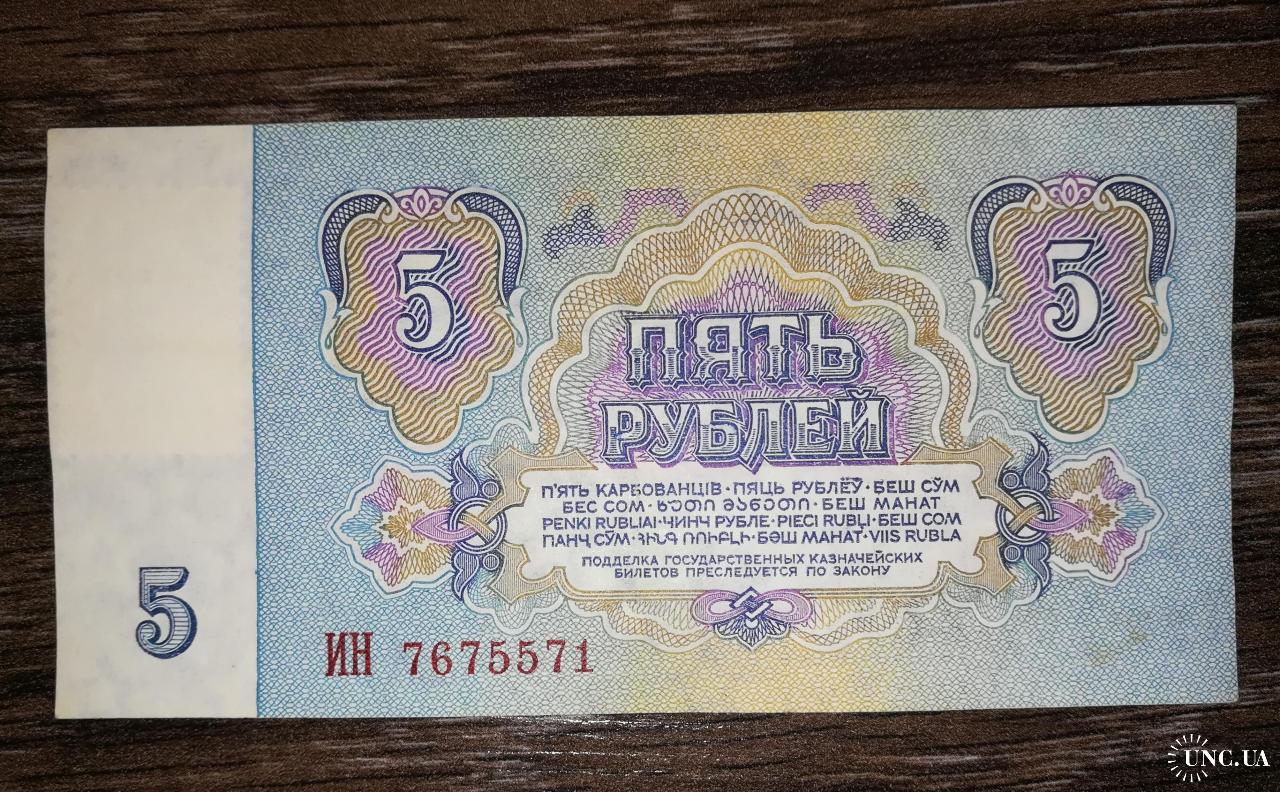 5
5
ПЯТЬ
РУБЛЕЙ
П'ЯТЬ КАРБОВАНЦІВ · ПЯЦЬ РУБЛЁЎ · БЕШ СЎМ
БЕС СОМ · ხუთი მანეთი · БЕШ МАНАТ
PENKI RUBLIAI · ЧИНЧ РУБЛЕ · PIECI RUBĻI · БЕШ СОМ
ПАНҶ СЎМ · ՀԻՆԳ ՌՈՒԲԼԻ · БӘШ МАНАТ · VIIS RUBLA
ПОДДЕЛКА ГОСУДАРСТВЕННЫХ КАЗНАЧЕЙСКИХ
БИЛЕТОВ ПРЕСЛЕДУЕТСЯ ПО ЗАКОНУ
5
ИН 7675571
UNC.UA